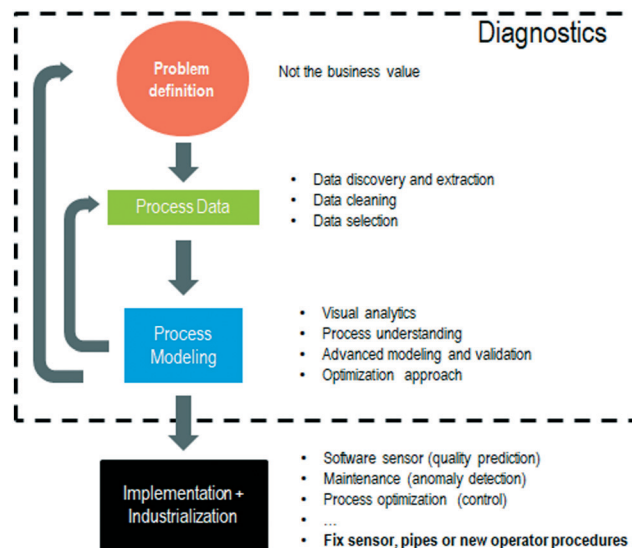 Diagnostics
Problem
definition
Not the business value
Process Data
• Data discovery and extraction
• Data cleaning
• Data selection
Process
Modeling
• Visual analytics
• Process understanding
• Advanced modeling and validation
• Optimization approach
Implementation +
Industrialization
• Software sensor (quality prediction)
• Maintenance (anomaly detection)
• Process optimization (control)
• ...
• Fix sensor, pipes or new operator procedures